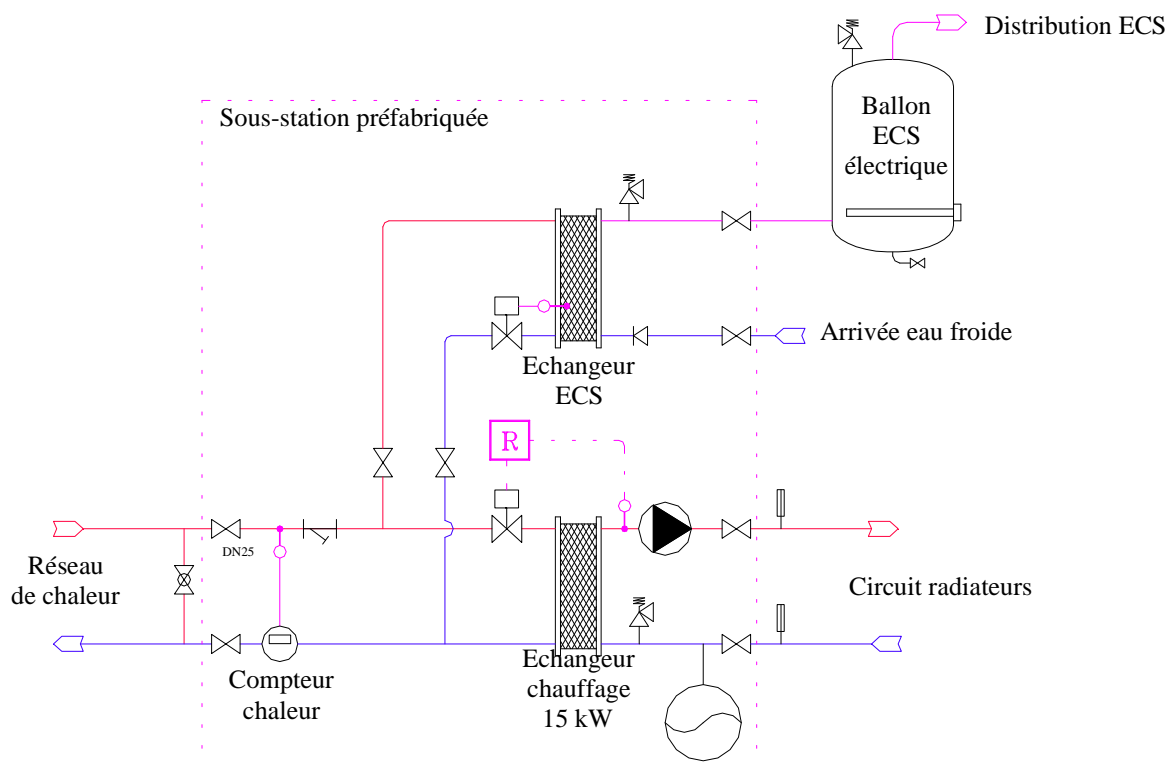 Distribution ECS
Sous-station préfabriquée
Ballon
ECS
électrique
Arrivée eau froide
Echangeur
ECS
R
DN25
Réseau
de chaleur
Circuit radiateurs
Compteur
chaleur
Echangeur
chauffage
15 kW